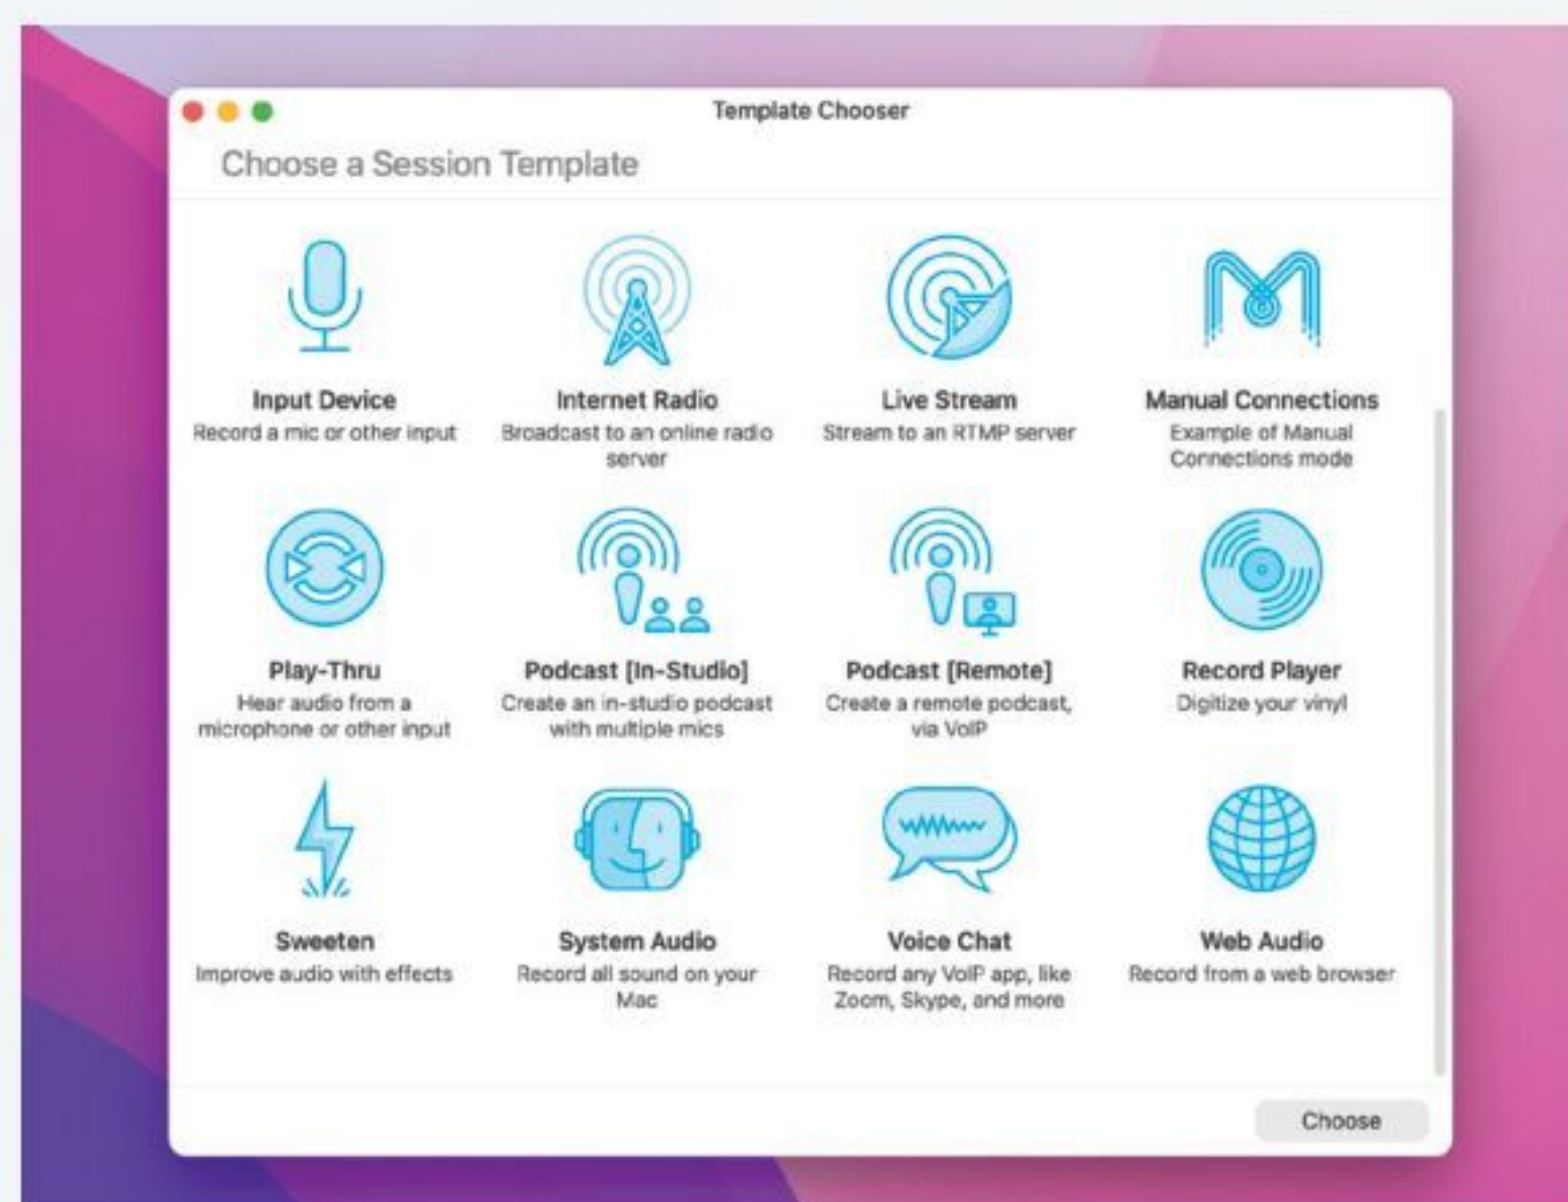 Template Chooser
Choose a Session Template
Input Device
Record a mic or other input
Internet Radio
Broadcast to an online radio
server
Live Stream
Stream to an RTMP server
Manual Connections
Example of Manual
Connections mode
Play-Thru
Hear audio from a
microphone or other input
Podcast [In-Studio]
Create an in-studio podcast
with multiple mics
Podcast [Remote]
Create a remote podcast,
via VoIP
Record Player
Digitize your vinyl
Sweeten
Improve audio with effects
System Audio
Record all sound on your
Mac
Voice Chat
Record any VoIP app, like
Zoom, Skype, and more
Web Audio
Record from a web browser
Choose